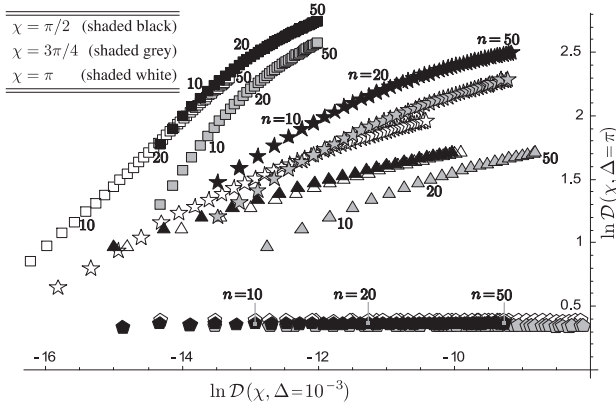 χ = π/2 (shaded black)
χ = 3π/4 (shaded grey)
χ = π (shaded white)
50
50
20
10
50
20
20
10
10
n=50
n=20
n=10
50
20
10
n=10
n=20
n=50
2.5
2
1.5
1
0.5
ln D(χ, Δ=π)
-16
-14
-12
-10
ln D(χ, Δ=10⁻³)